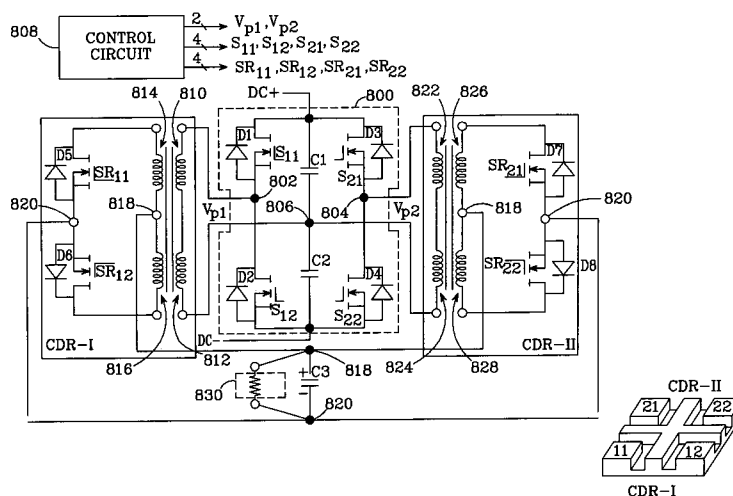 808
CONTROL CIRCUIT
2 Vp1,Vp2
4 S11,S12,S21,S22
4 SR11,SR12,SR21,SR22
814 810 DC+ 800 822 826
D1 S11 C1 D3 S21
D5 SR11 D7 SR21
820 818 802 806 804 818 820
Vp1 Vp2
D6 SR12 D2 S12 C2 D4 S22 SR22 D8
DC-
CDR-I 816 812 818 824 828 CDR-II
830 + C3 -
820
CDR-II
21 22
11 12
CDR-I